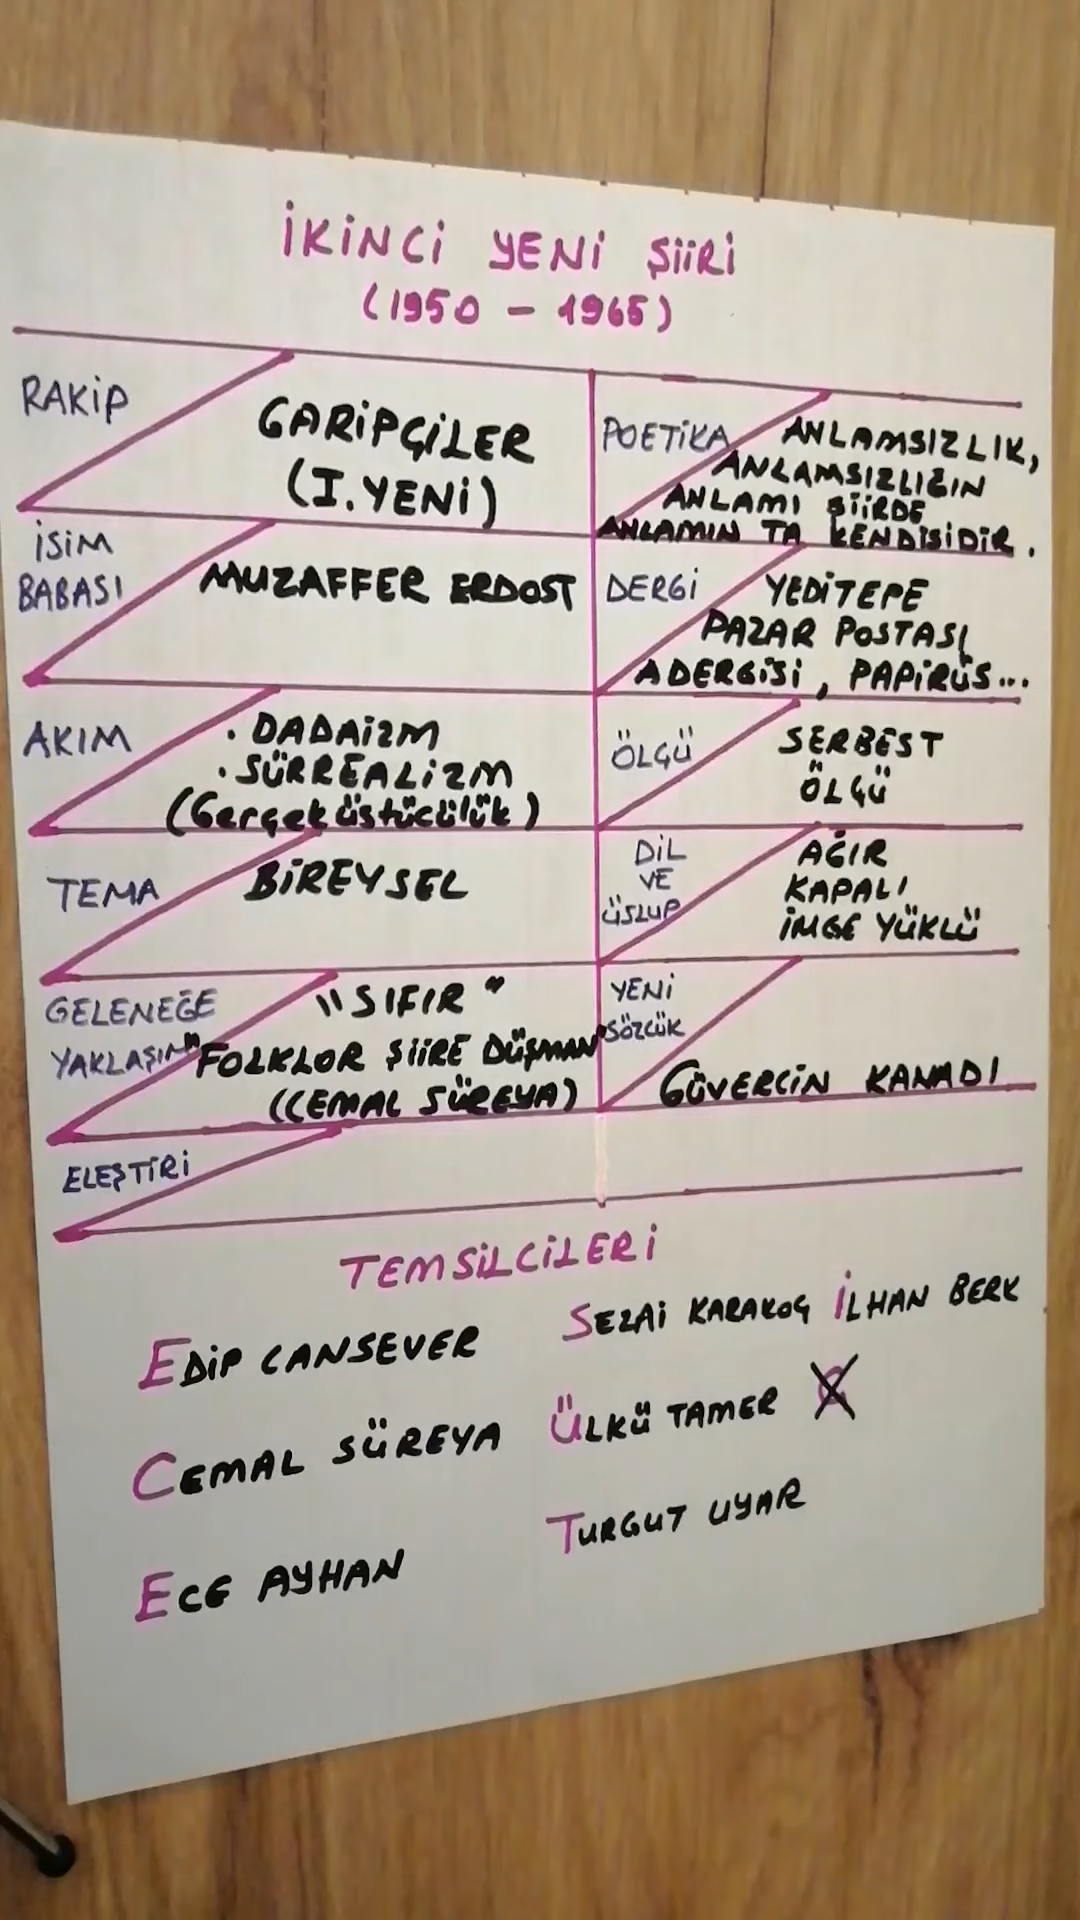 İKİNCİ YENİ ŞİİRİ
(1950 - 1965)
RAKİP
GARİPÇİLER
(I. YENİ)
POETİKA
ANLAMSIZLIK,
ANLAMSIZLIĞIN
ANLAMI ŞİİRDE
ANLAMIN TA KENDİSİDİR.
İSİM
BABASI
MUZAFFER ERDOST
DERGİ
YEDİTEPE
PAZAR POSTASI
A DERGİSİ, PAPİRÜS...
AKIM
. DADAİZM
. SÜRREALİZM
(Gerçeküstücülük)
ÖLÇÜ
SERBEST
ÖLÇÜ
TEMA
BİREYSEL
DİL
VE
ÜSLUP
AĞIR
KAPALI
İMGE YÜKLÜ
GELENEĞE
YAKLAŞIM
"SIFIR"
"FOLKLOR ŞİİRE DÜŞMAN"
(CEMAL SÜREYA)
YENİ
SÖZCÜK
GÜVERCİN KANADI
ELEŞTİRİ
TEMSİLCİLERİ
EDİP CANSEVER
SEZAİ KARAKOÇ İLHAN BERK
CEMAL SÜREYA
ÜLKÜ TAMER
ECE AYHAN
TURGUT UYAR